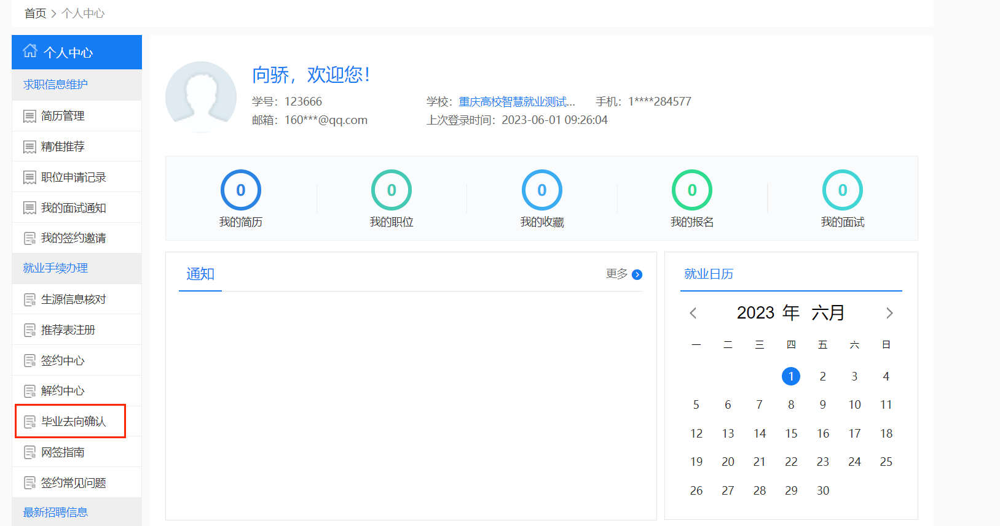 首页 > 个人中心
个人中心
求职信息维护
简历管理
精准推荐
职位申请记录
我的面试通知
我的签约邀请
就业手续办理
生源信息核对
推荐表注册
签约中心
解约中心
毕业去向确认
网签指南
签约常见问题
最新招聘信息
向骄，欢迎您！
学号：123666 学校：重庆高校智慧就业测试... 手机：1****284577
邮箱：160***@qq.com 上次登录时间：2023-06-01 09:26:04
0 0 0 0 0
我的简历 我的职位 我的收藏 我的报名 我的面试
通知 更多
就业日历
2023 年 六月
一 二 三 四 五 六 日
1 2 3 4
5 6 7 8 9 10 11
12 13 14 15 16 17 18
19 20 21 22 23 24 25
26 27 28 29 30